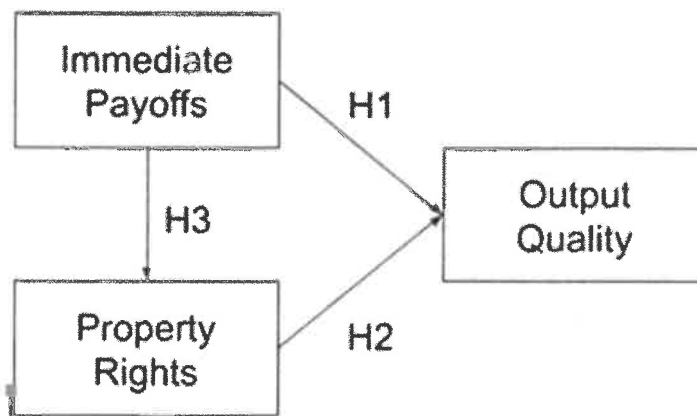 Immediate
Payoffs
H1
Output
Quality
H3
Property
Rights
H2